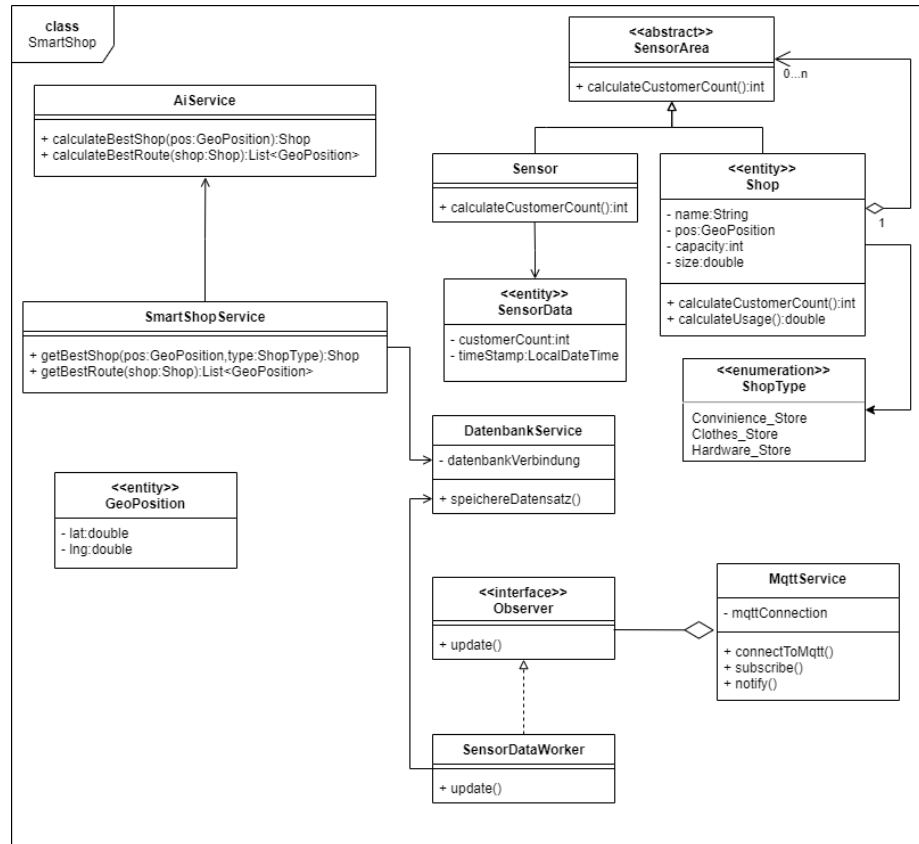 class
SmartShop
<<abstract>>
SensorArea
+ calculateCustomerCount():int
0...n
AiService
+ calculateBestShop(pos:GeoPosition):Shop
+ calculateBestRoute(shop:Shop):List<GeoPosition>
Sensor
+ calculateCustomerCount():int
<<entity>>
Shop
- name:String
- pos:GeoPosition
- capacity:int
- size:double
+ calculateCustomerCount():int
+ calculateUsage():double
1
<<entity>>
SensorData
- customerCount:int
- timeStamp:LocalDateTime
SmartShopService
+ getBestShop(pos:GeoPosition,type:ShopType):Shop
+ getBestRoute(shop:Shop):List<GeoPosition>
<<enumeration>>
ShopType
Convinience_Store
Clothes_Store
Hardware_Store
DatenbankService
- datenbankVerbindung
+ speichereDatensatz()
<<entity>>
GeoPosition
- lat:double
- lng:double
<<interface>>
Observer
+ update()
MqttService
- mqttConnection
+ connectToMqtt()
+ subscribe()
+ notify()
SensorDataWorker
+ update()